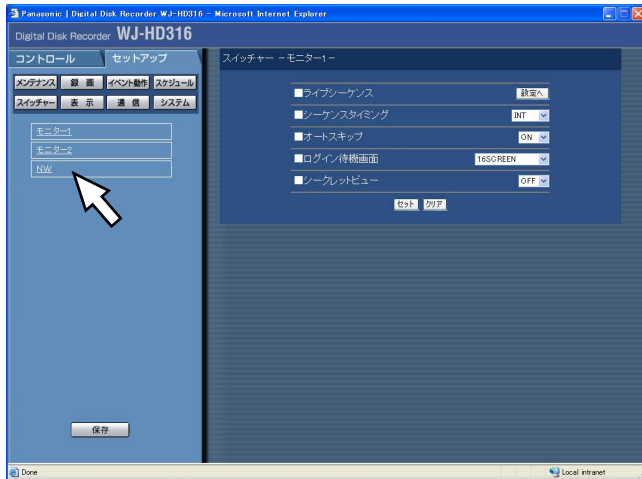 Panasonic | Digital Disk Recorder WJ-HD316 - Microsoft Internet Explorer
Digital Disk Recorder WJ-HD316
コントロール セットアップ
スイッチャー －モニター1－
メンテナンス 録 画 イベント動作 スケジュール
スイッチャー 表 示 通 信 システム
モニター1
モニター2
NW
■ライブシーケンス 設定へ
■シーケンスタイミング INT
■オートスキップ ON
■ログイン待機画面 16SCREEN
■シークレットビュー OFF
セット クリア
保存
Done Local intranet